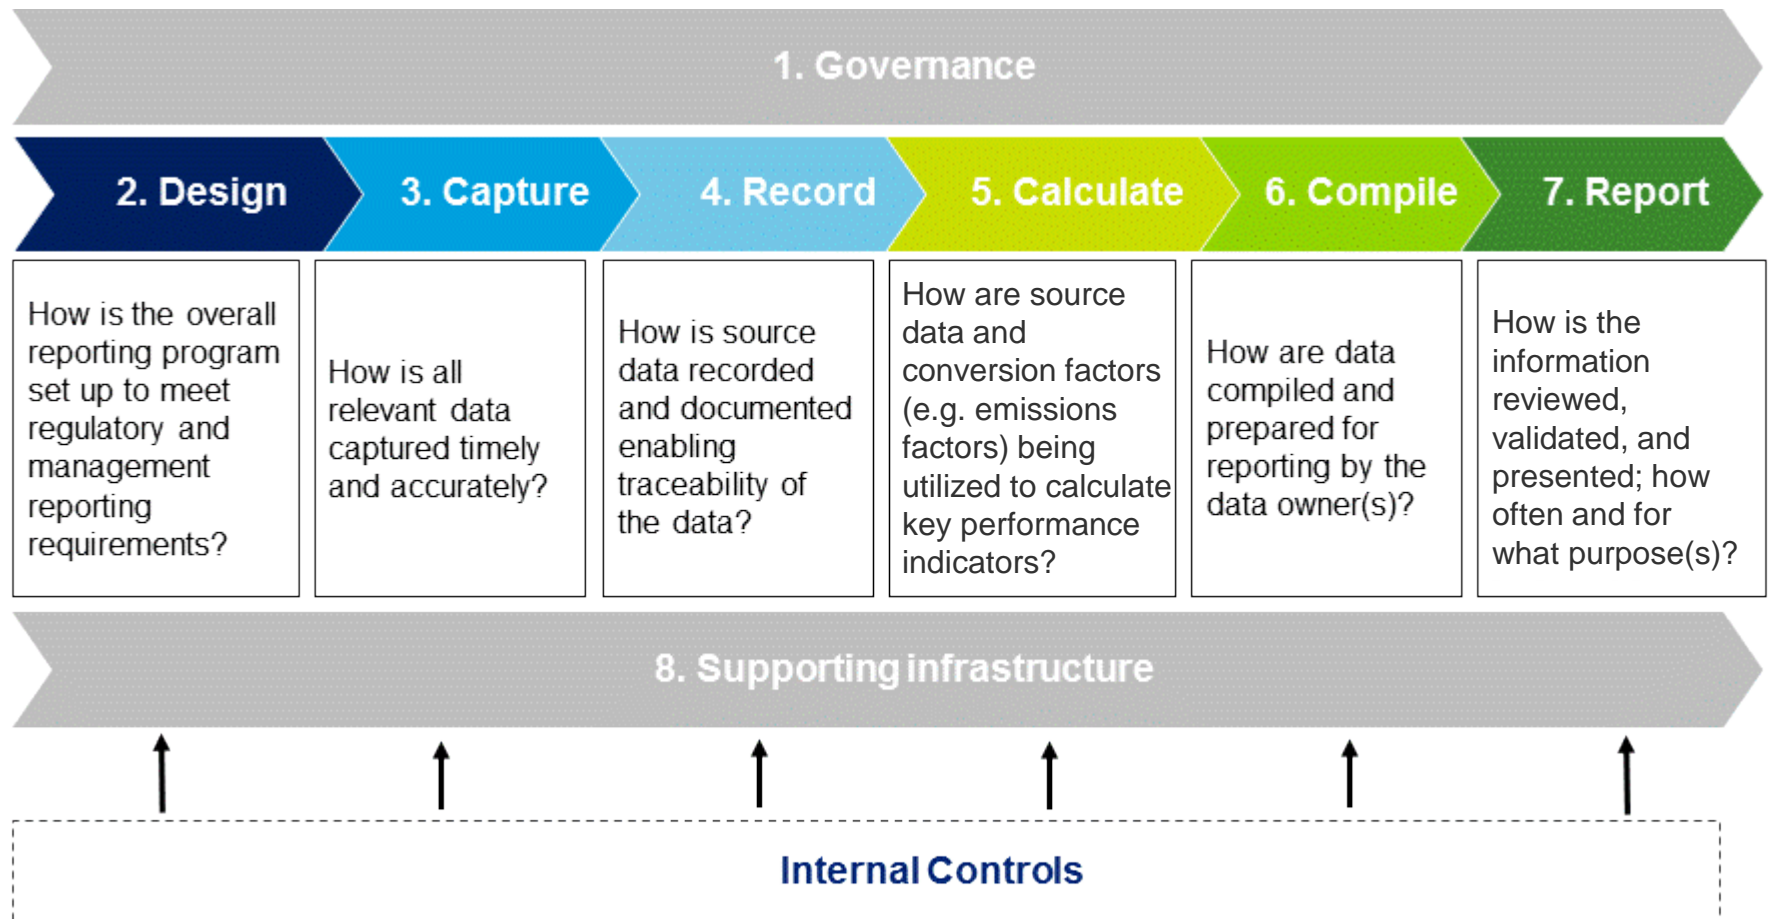 1. Governance
2. Design
3. Capture
4. Record
5. Calculate
6. Compile
7. Report
How is the overall
reporting program
set up to meet
regulatory and
management
reporting
requirements?
How is all
relevant data
captured timely
and accurately?
How is source
data recorded
and documented
enabling
traceability of
the data?
How are source
data and
conversion factors
(e.g. emissions
factors) being
utilized to calculate
key performance
indicators?
How are data
compiled and
prepared for
reporting by the
data owner(s)?
How is the
information
reviewed,
validated, and
presented; how
often and for
what purpose(s)?
8. Supporting infrastructure
Internal Controls